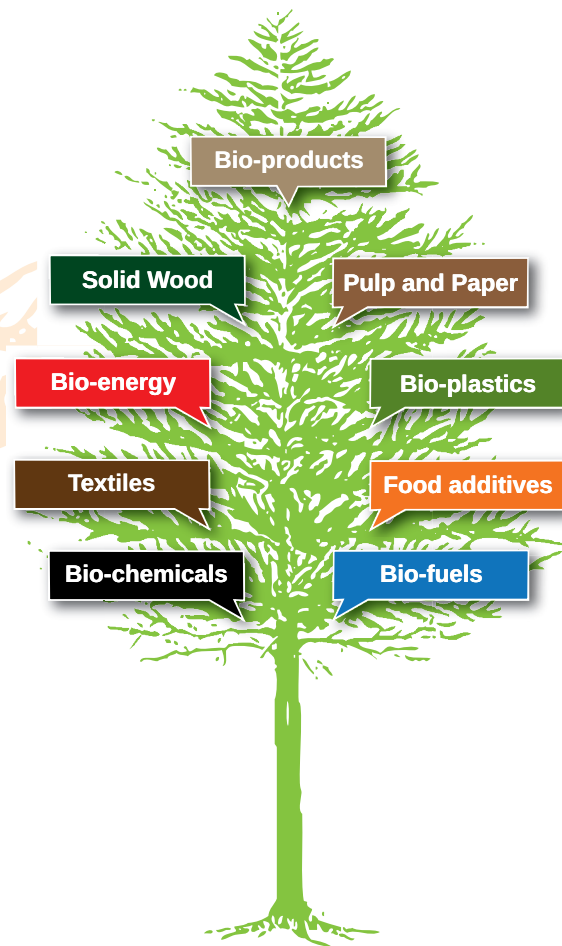 Bio-products
Solid Wood
Pulp and Paper
Bio-energy
Bio-plastics
Textiles
Food additives
Bio-chemicals
Bio-fuels